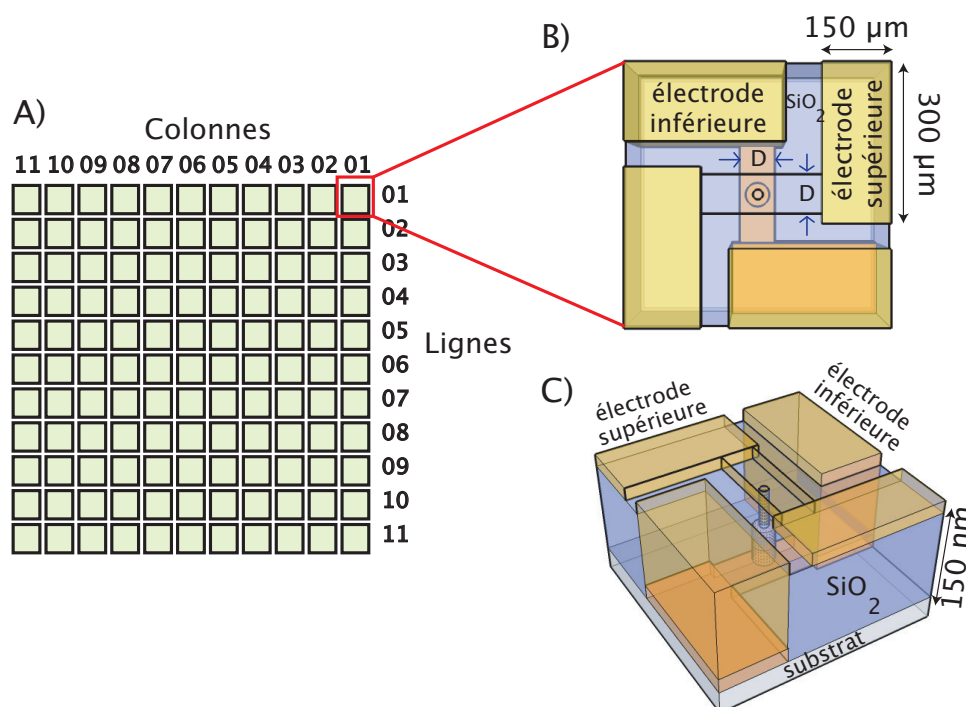 A)
Colonnes
11 10 09 08 07 06 05 04 03 02 01
01
02
03
04
05
06
07
08
09
10
11
Lignes
B)
150 µm
électrode
inférieure
SiO2
électrode
supérieure
300 µm
D
D
C)
électrode
supérieure
électrode
inférieure
SiO2
150 nm
substrat